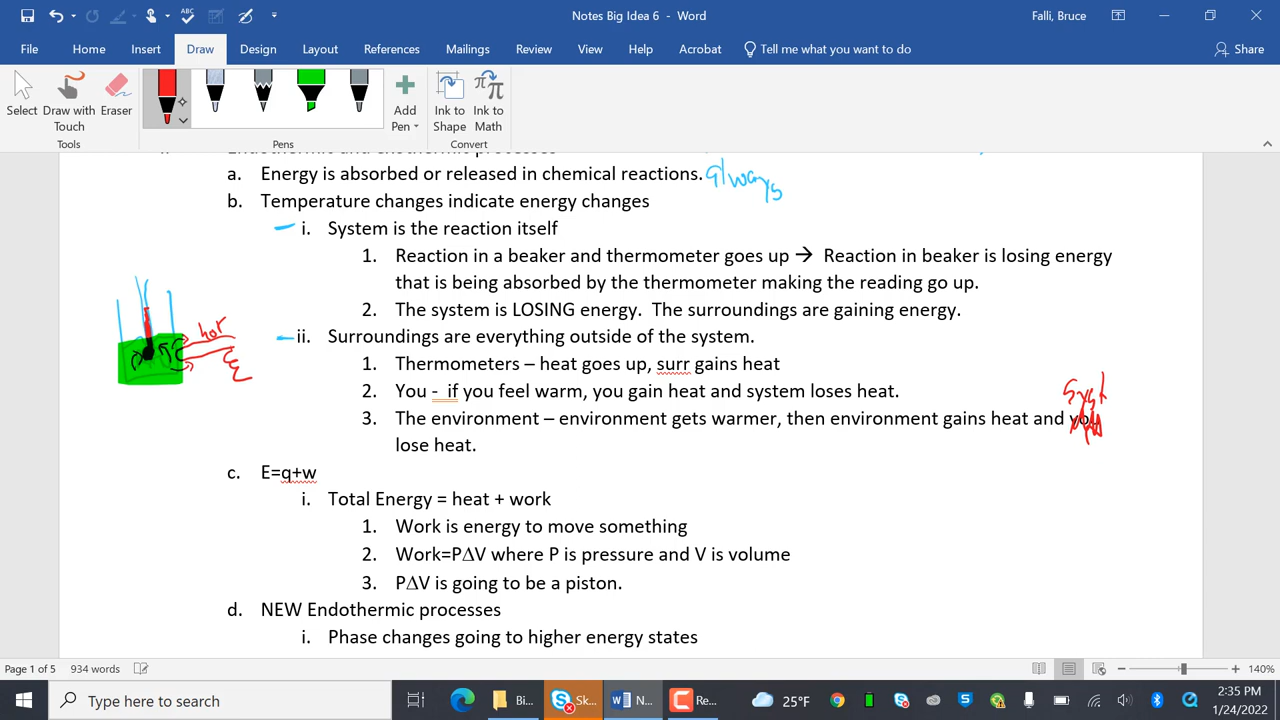 Notes Big Idea 6 - Word
Falli, Bruce
File Home Insert Draw Design Layout References Mailings Review View Help Acrobat Tell me what you want to do Share
Select Draw with Touch Eraser Add Pen Ink to Shape Ink to Math
Tools Pens Convert
a. Energy is absorbed or released in chemical reactions. always
b. Temperature changes indicate energy changes
i. System is the reaction itself
1. Reaction in a beaker and thermometer goes up → Reaction in beaker is losing energy
that is being absorbed by the thermometer making the reading go up.
2. The system is LOSING energy. The surroundings are gaining energy.
hot
ii. Surroundings are everything outside of the system.
1. Thermometers – heat goes up, surr gains heat
2. You - if you feel warm, you gain heat and system loses heat.
syst
3. The environment – environment gets warmer, then environment gains heat and you
lose heat.
c. E=q+w
i. Total Energy = heat + work
1. Work is energy to move something
2. Work=P∆V where P is pressure and V is volume
3. P∆V is going to be a piston.
d. NEW Endothermic processes
i. Phase changes going to higher energy states
Page 1 of 5 934 words 140%
Type here to search Bi... Sk... N... Re... 25°F 2:35 PM
1/24/2022